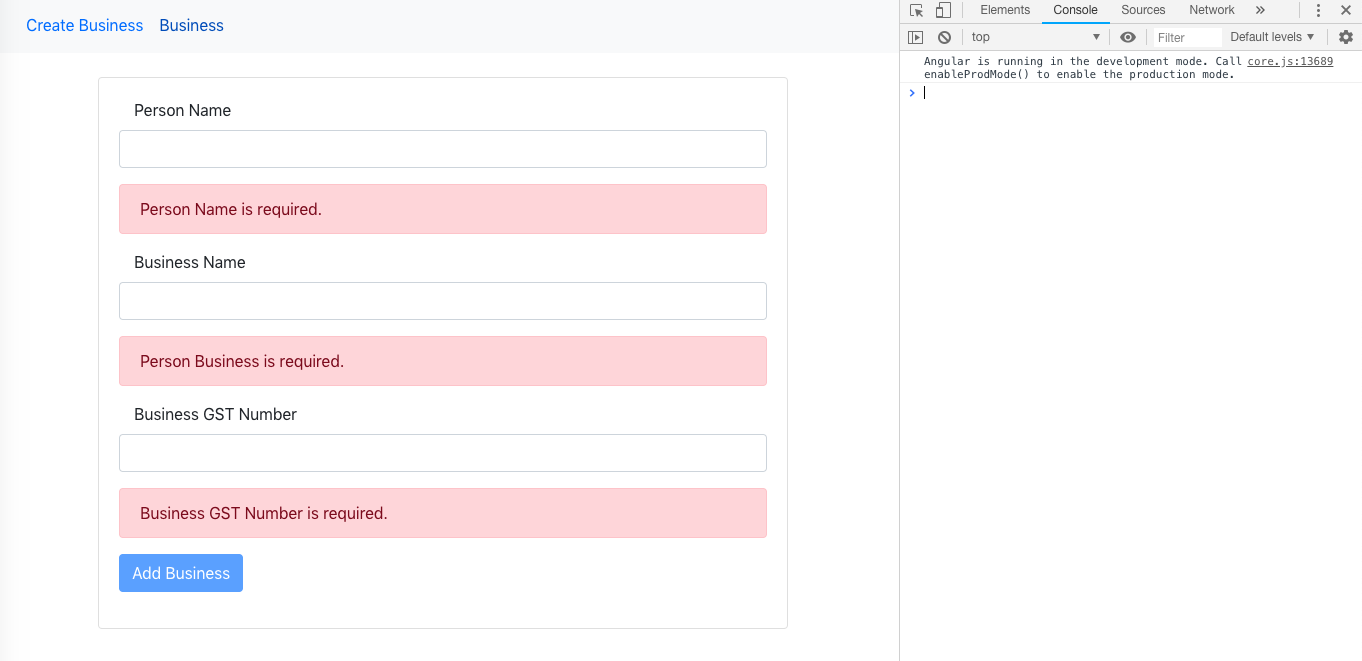 Create Business Business
Person Name
Person Name is required.
Business Name
Person Business is required.
Business GST Number
Business GST Number is required.
Add Business
Elements Console Sources Network »
top Filter Default levels
Angular is running in the development mode. Call core.js:13689
enableProdMode() to enable the production mode.